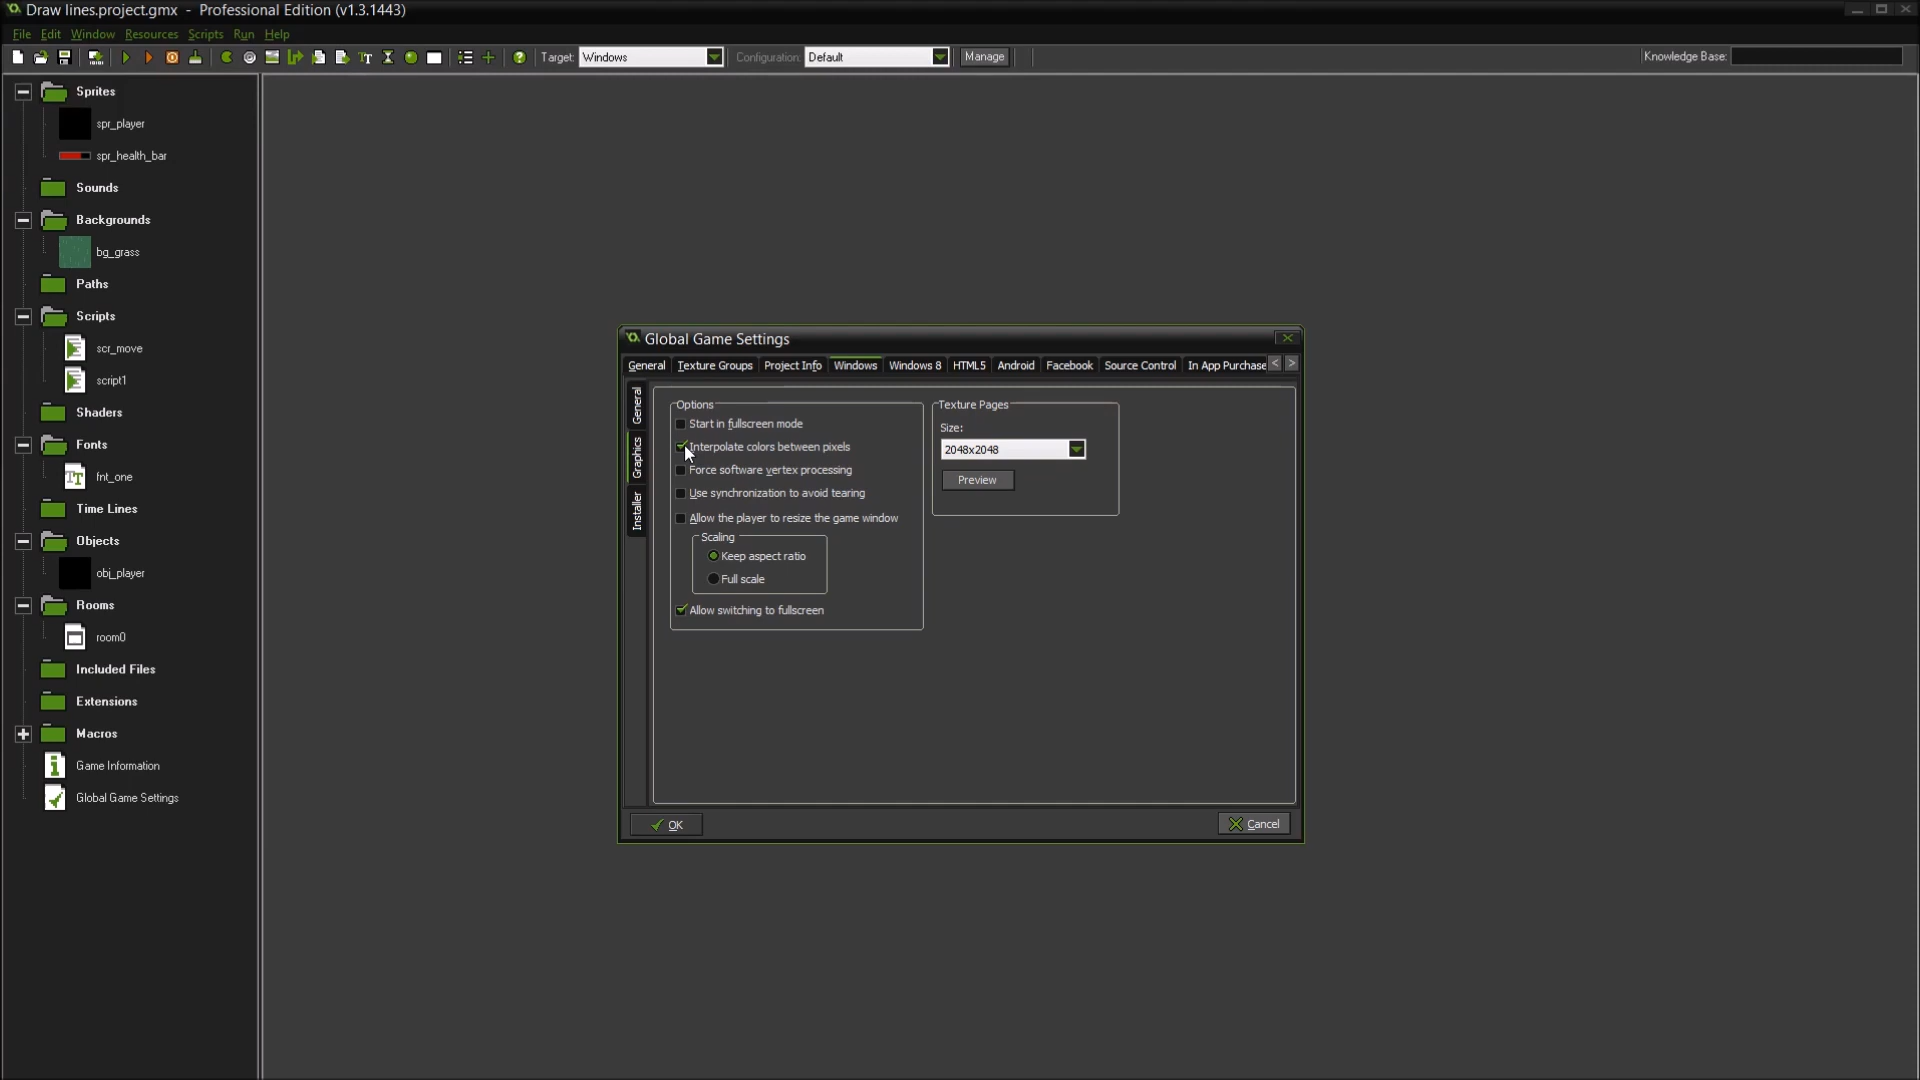 Draw lines.project.gmx - Professional Edition (v1.3.1443)
File Edit Window Resources Scripts Run Help
Target: Windows Configuration: Default Manage Knowledge Base:
Sprites
spr_player
spr_health_bar
Sounds
Backgrounds
bg_grass
Paths
Scripts
scr_move
script1
Shaders
Fonts
fnt_one
Time Lines
Objects
obj_player
Rooms
room0
Included Files
Extensions
Macros
Game Information
Global Game Settings
Global Game Settings
General Texture Groups Project Info Windows Windows 8 HTML5 Android Facebook Source Control In App Purchase
General
Graphics
Installer
Options
Start in fullscreen mode
Interpolate colors between pixels
Force software vertex processing
Use synchronization to avoid tearing
Allow the player to resize the game window
Scaling
Keep aspect ratio
Full scale
Allow switching to fullscreen
Texture Pages
Size:
2048x2048
Preview
OK
Cancel